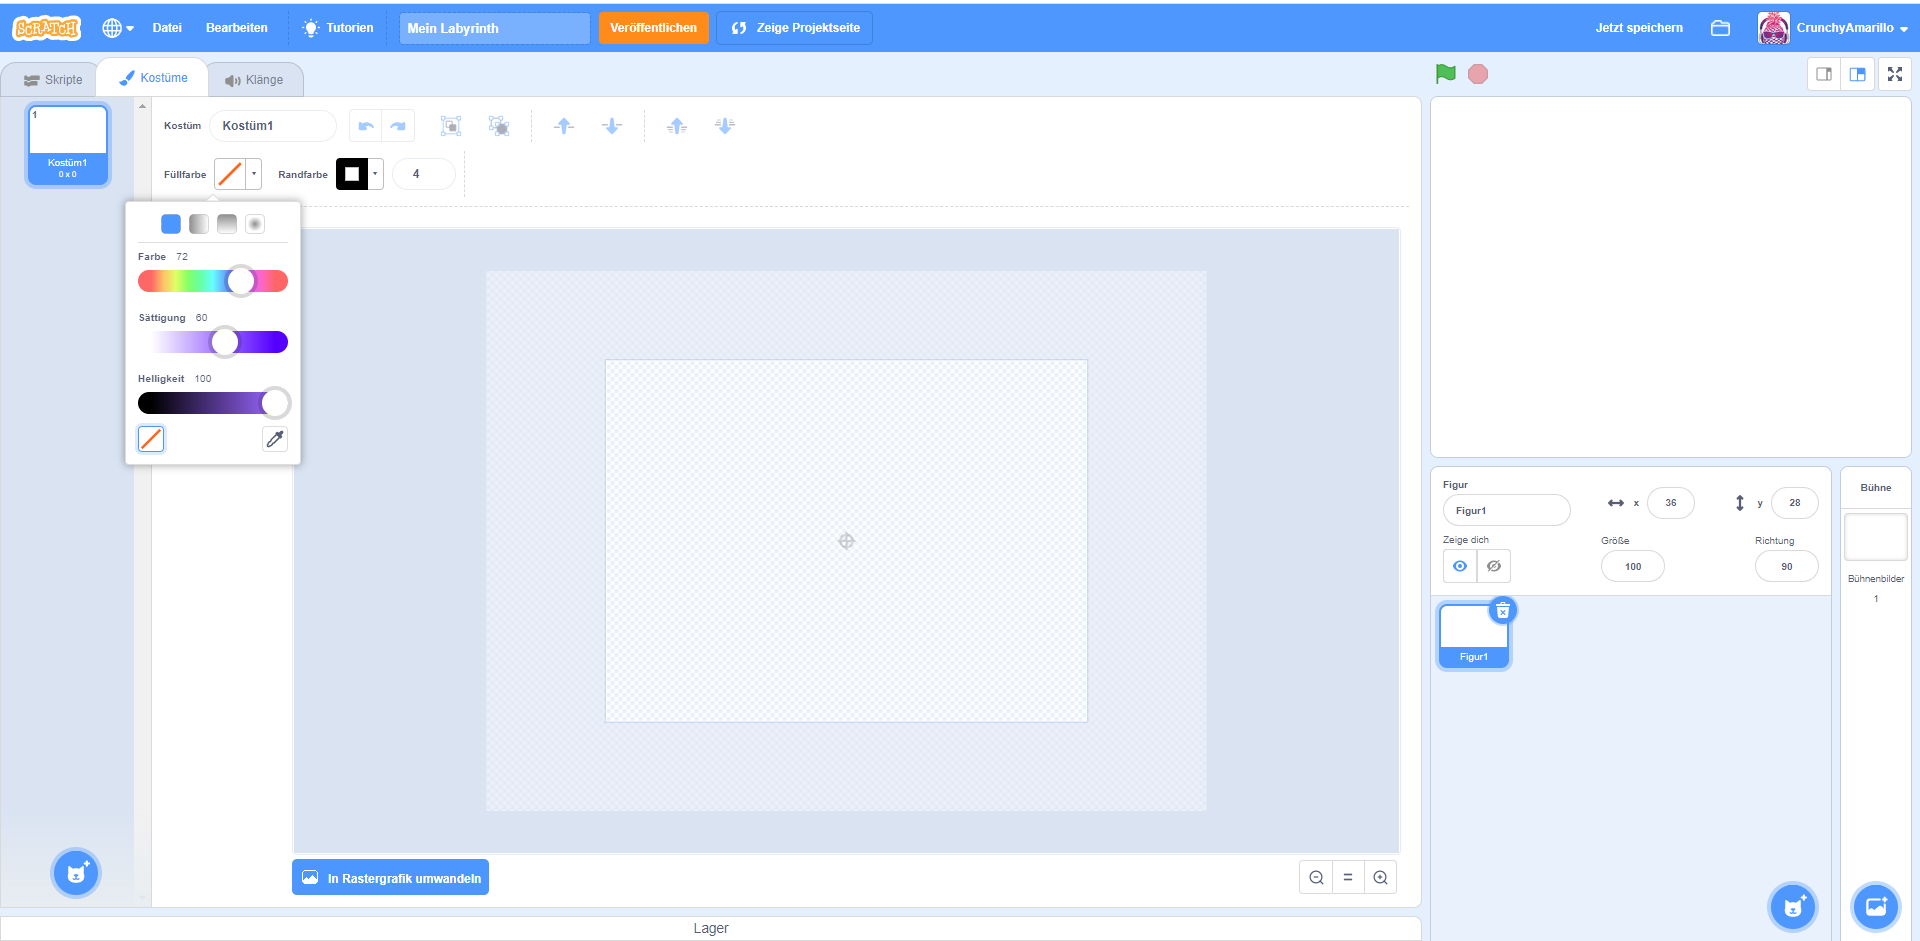 SCRATCH Datei Bearbeiten Tutorien Mein Labyrinth Veröffentlichen Zeige Projektseite Jetzt speichern CrunchyAmarillo
Skripte Kostüme Klänge
1
Kostüm1
0 x 0
Kostüm Kostüm1
Füllfarbe Randfarbe 4
Farbe 72
Sättigung 60
Helligkeit 100
In Rastergrafik umwandeln
Lager
Figur
Figur1
x 36
y 28
Zeige dich
Größe
100
Richtung
90
Figur1
Bühne
Bühnenbilder
1